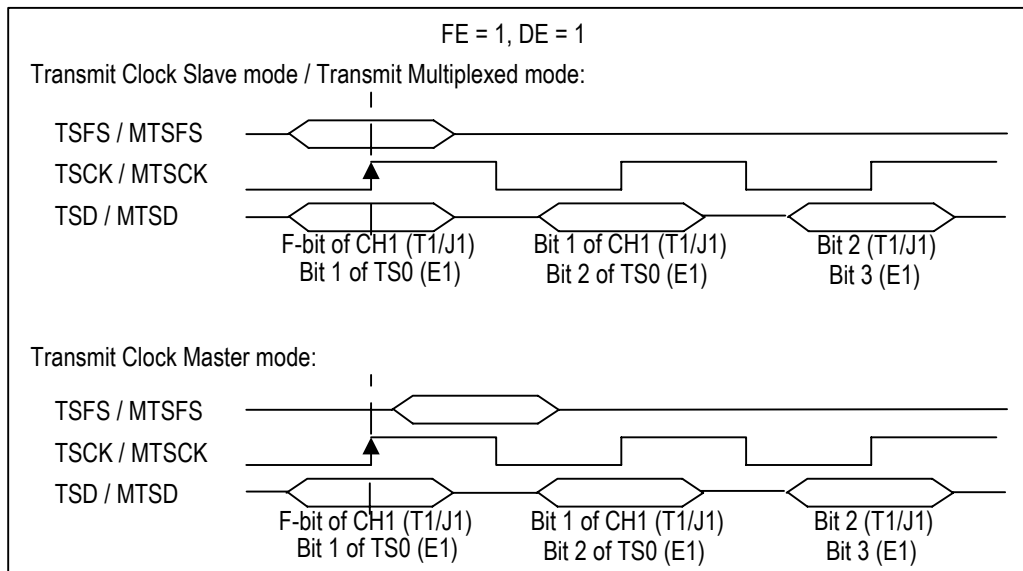 FE = 1, DE = 1
Transmit Clock Slave mode / Transmit Multiplexed mode:
TSFS / MTSFS
TSCK / MTSCK
TSD / MTSD
F-bit of CH1 (T1/J1) Bit 1 of CH1 (T1/J1) Bit 2 (T1/J1)
Bit 1 of TS0 (E1) Bit 2 of TS0 (E1) Bit 3 (E1)
Transmit Clock Master mode:
TSFS / MTSFS
TSCK / MTSCK
TSD / MTSD
F-bit of CH1 (T1/J1) Bit 1 of CH1 (T1/J1) Bit 2 (T1/J1)
Bit 1 of TS0 (E1) Bit 2 of TS0 (E1) Bit 3 (E1)